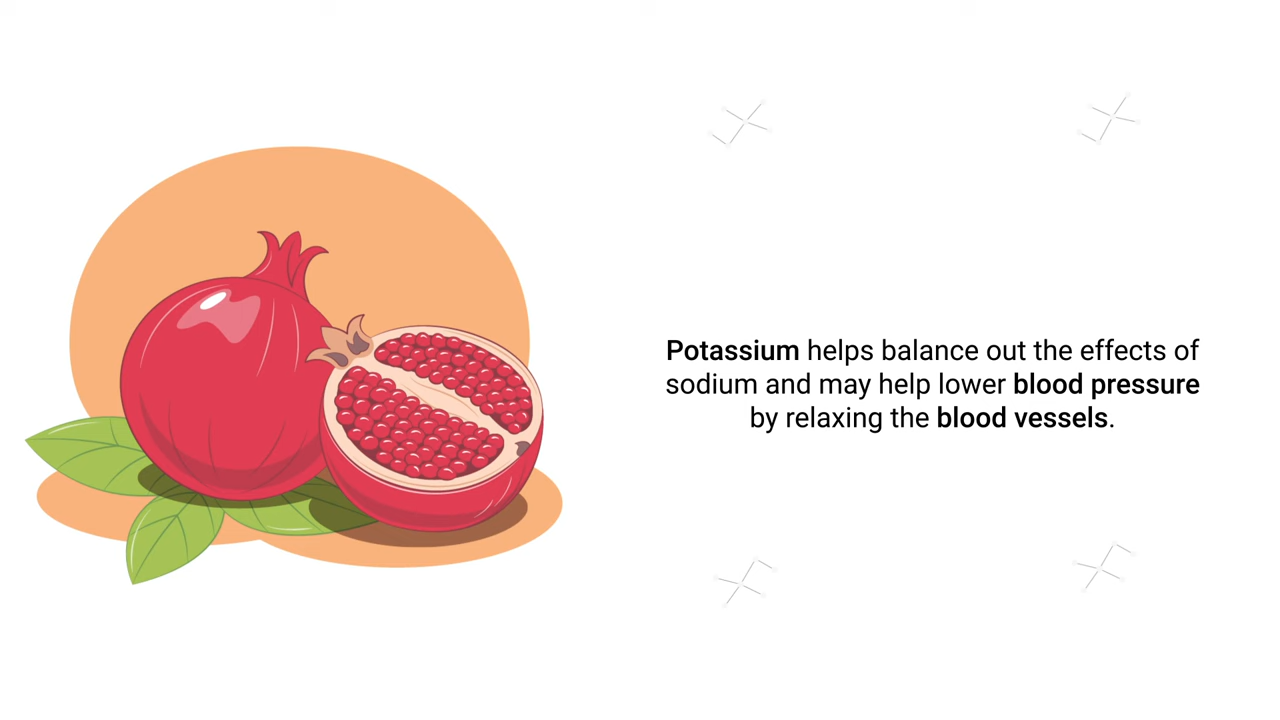 Potassium helps balance out the effects of
sodium and may help lower blood pressure
by relaxing the blood vessels.